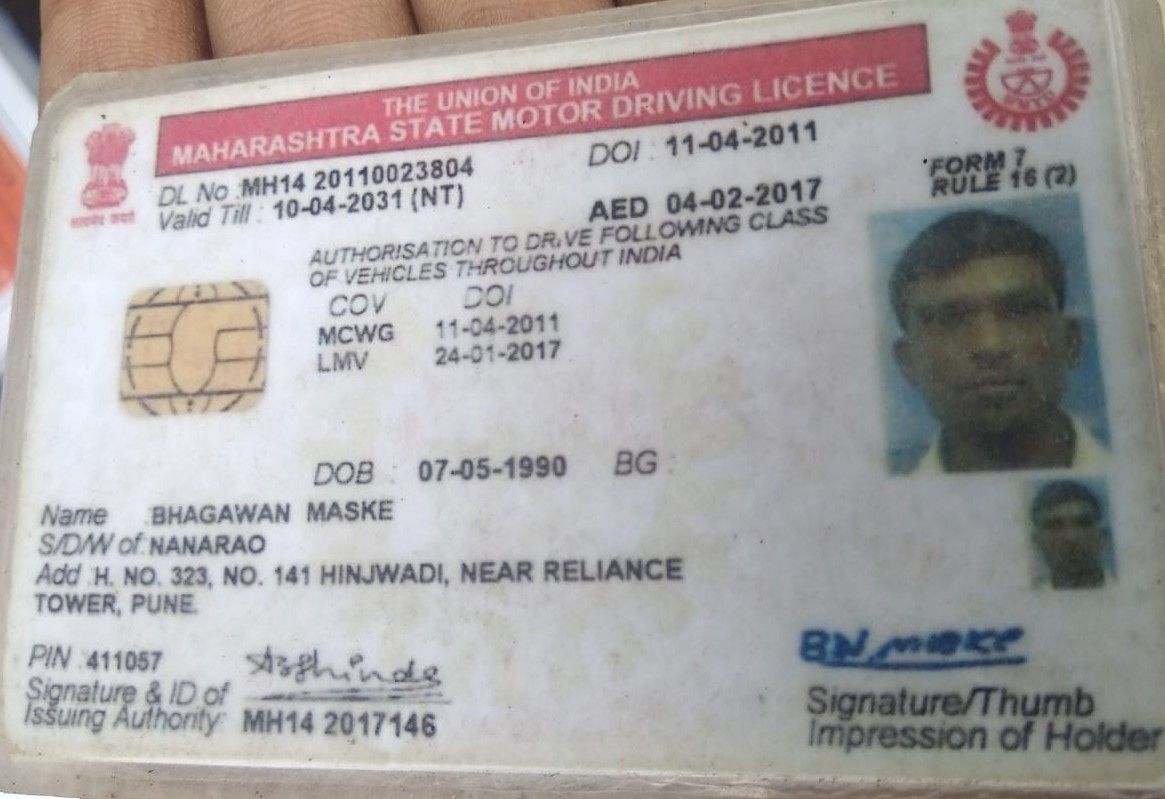 THE UNION OF INDIA
MAHARASHTRA STATE MOTOR DRIVING LICENCE
DL No MH14 20110023804 DOI : 11-04-2011
Valid Till : 10-04-2031 (NT) AED 04-02-2017
FORM 7
RULE 16 (2)
AUTHORISATION TO DRIVE FOLLOWING CLASS
OF VEHICLES THROUGHOUT INDIA
COV DOI
MCWG 11-04-2011
LMV 24-01-2017
DOB : 07-05-1990 BG :
Name : BHAGAWAN MASKE
S/D/W of : NANARAO
Add : H. NO. 323, NO. 141 HINJWADI, NEAR RELIANCE
TOWER, PUNE.
PIN : 411057
Signature & ID of
Issuing Authority: MH14 2017146
Signature/Thumb
Impression of Holder